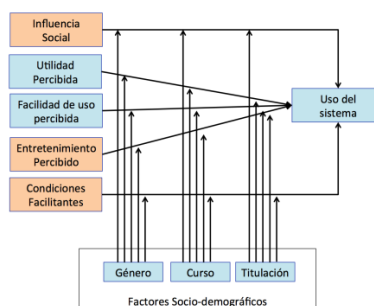 Influencia
Social
Utilidad
Percibida
Facilidad de uso
percibida
Entretenimiento
Percibido
Condiciones
Facilitantes
Uso del
sistema
Género
Curso
Titulación
Factores Socio-demográficos